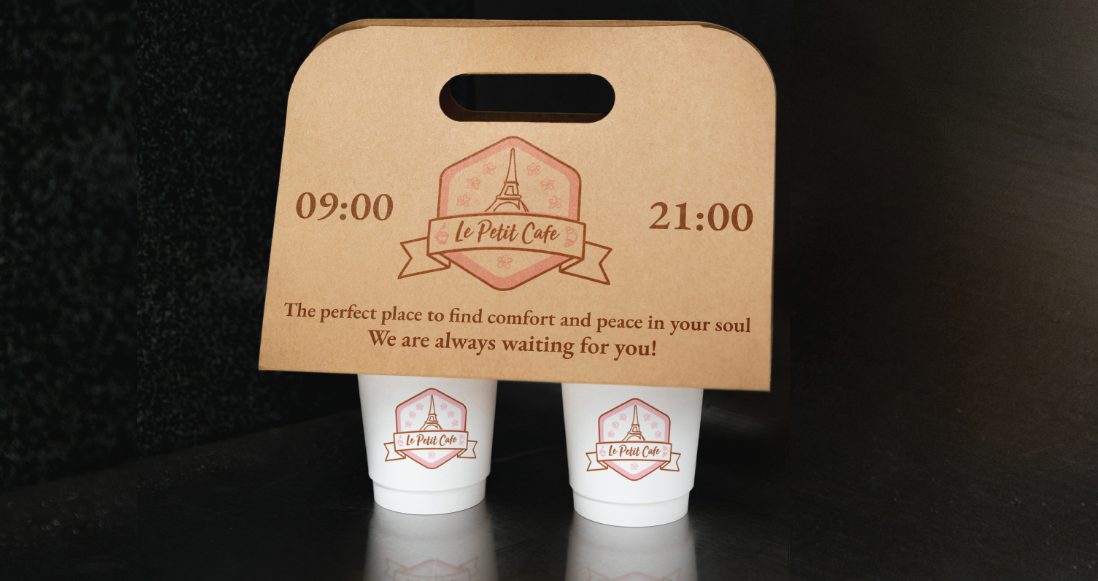 09:00
Le Petit Cafe
21:00
The perfect place to find comfort and peace in your soul
We are always waiting for you!
Le Petit Cafe
Le Petit Cafe